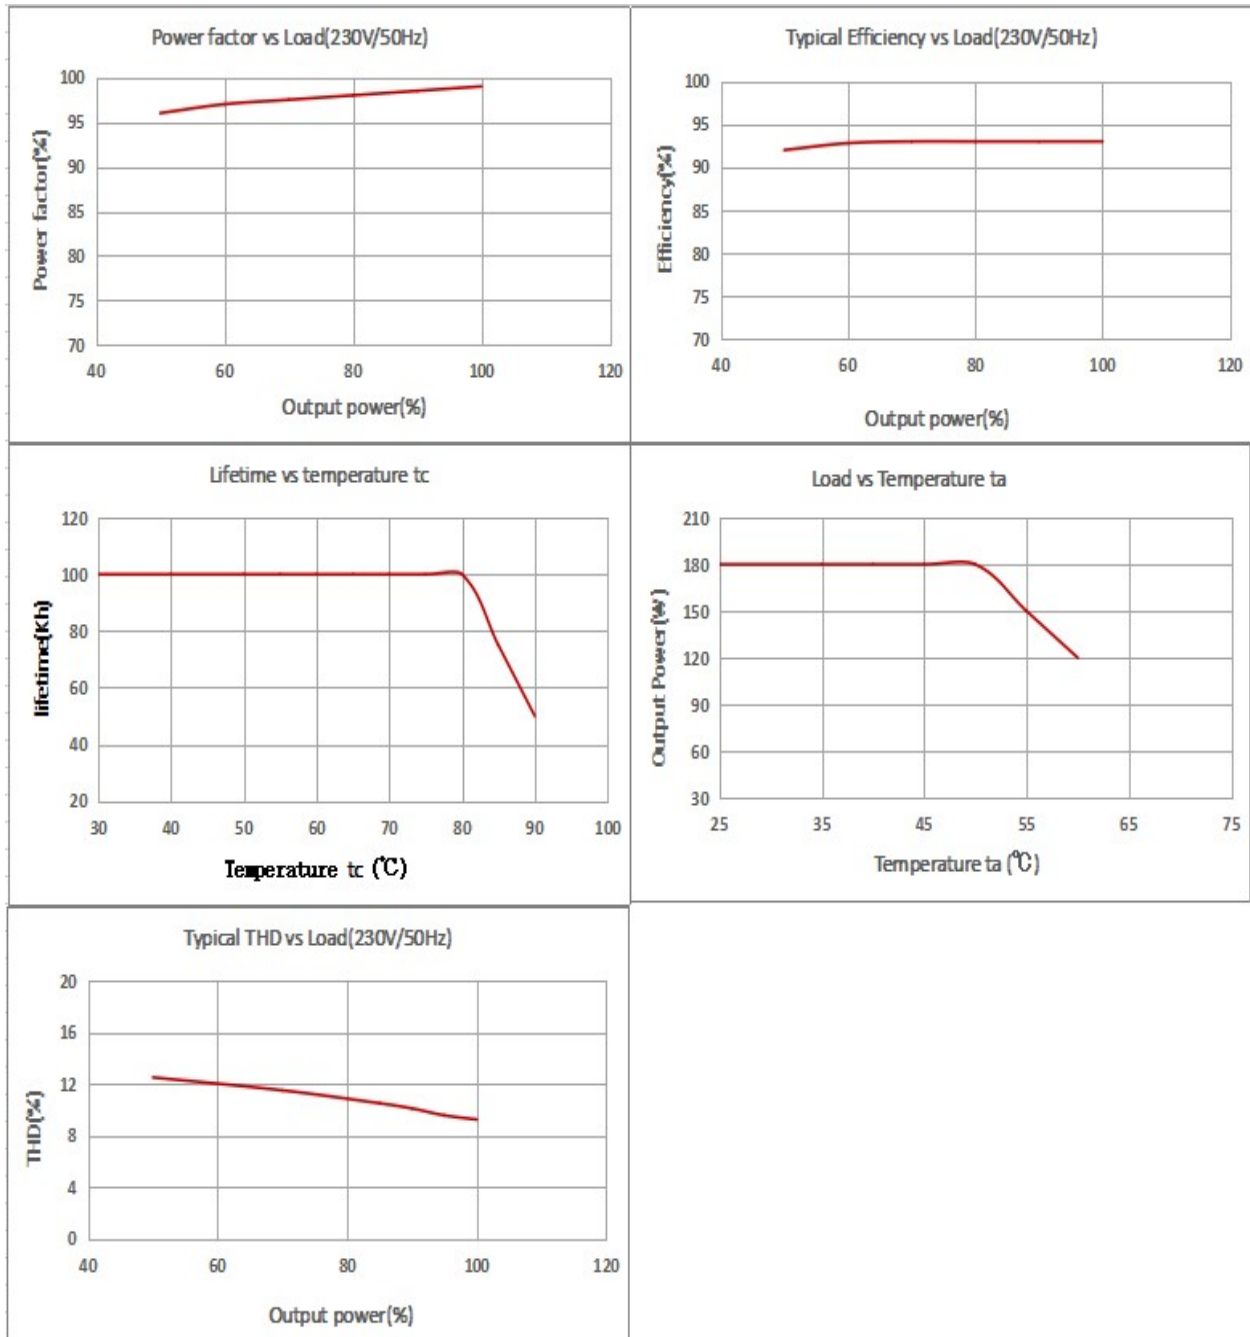 Power factor vs Load(230V/50Hz)
Power factor(%)
100
95
90
85
80
75
70
40 60 80 100 120
Output power(%)
Typical Efficiency vs Load(230V/50Hz)
Efficiency(%)
100
95
90
85
80
75
70
40 60 80 100 120
Output power(%)
Lifetime vs temperature tc
lifetime(Kh)
120
100
80
60
40
20
30 40 50 60 70 80 90 100
Temperature tc (℃)
Load vs Temperature ta
Output Power(W)
210
180
150
120
90
60
30
25 35 45 55 65 75
Temperature ta (℃)
Typical THD vs Load(230V/50Hz)
THD(%)
20
16
12
8
4
0
40 60 80 100 120
Output power(%)